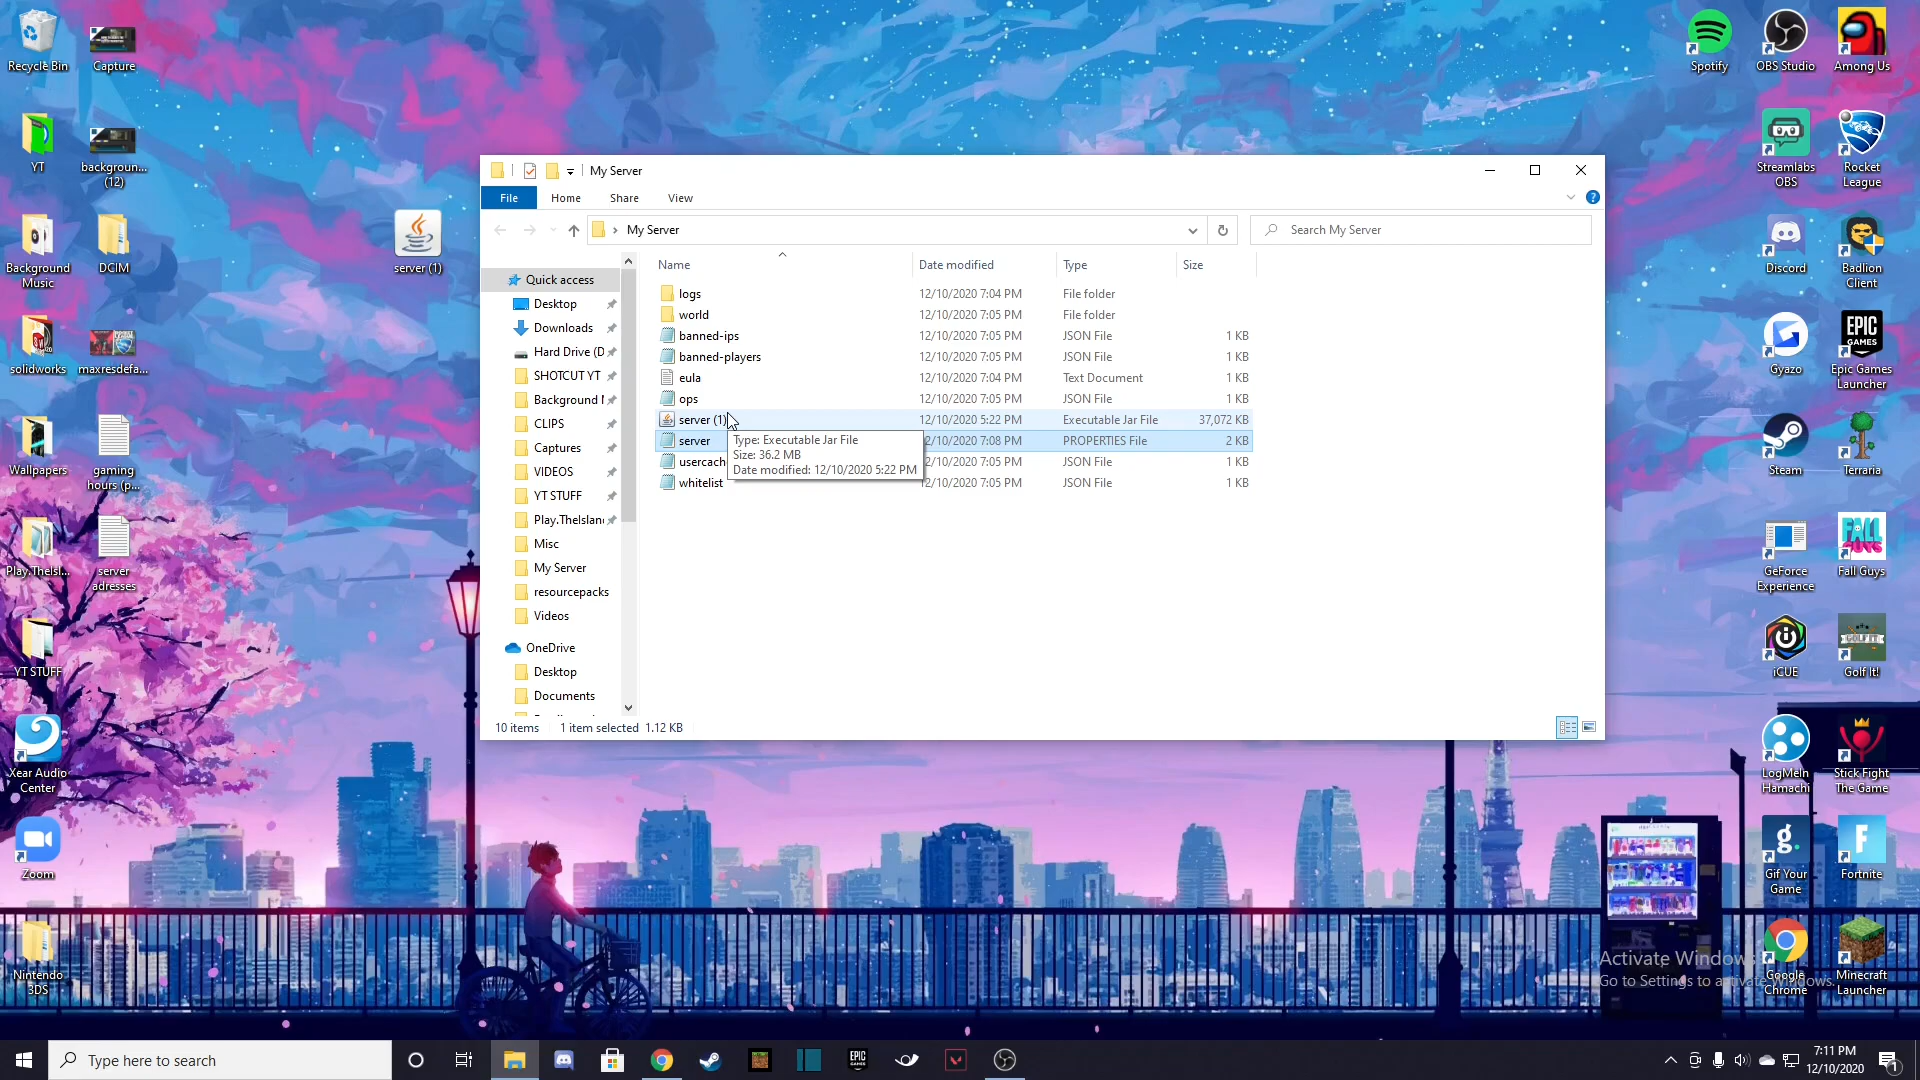 Recycle Bin
Capture
YT
backgroun...
(12)
Background
Music
DCIM
solidworks
maxresdefa...
Wallpapers
gaming
hours (p...
Play.TheIsl...
server
adresses
YT STUFF
Xear Audio
Center
Zoom
Nintendo
3DS
server (1)
My Server
File
Home
Share
View
My Server
Search My Server
Quick access
Desktop
Downloads
Hard Drive (D
SHOTCUT YT
Background
CLIPS
Captures
VIDEOS
YT STUFF
Play.TheIslan
Misc
My Server
resourcepacks
Videos
OneDrive
Desktop
Documents
Name Date modified Type Size
logs 12/10/2020 7:04 PM File folder
world 12/10/2020 7:05 PM File folder
banned-ips 12/10/2020 7:05 PM JSON File 1 KB
banned-players 12/10/2020 7:05 PM JSON File 1 KB
eula 12/10/2020 7:04 PM Text Document 1 KB
ops 12/10/2020 7:05 PM JSON File 1 KB
server (1) 12/10/2020 5:22 PM Executable Jar File 37,072 KB
server 2/10/2020 7:08 PM PROPERTIES File 2 KB
usercach 2/10/2020 7:05 PM JSON File 1 KB
whitelist 2/10/2020 7:05 PM JSON File 1 KB
Type: Executable Jar File
Size: 36.2 MB
Date modified: 12/10/2020 5:22 PM
10 items 1 item selected 1.12 KB
Spotify
OBS Studio
Among Us
Streamlabs
OBS
Rocket
League
Discord
Badlion
Client
Gyazo
EPIC
GAMES
Epic Games
Launcher
Steam
Terraria
GeForce
Experience
FALL
GUYS
Fall Guys
iCUE
GOLF IT!
Golf It!
LogMeIn
Hamachi
Stick Fight
The Game
g.
Gif Your
Game
F
Fortnite
Google
Chrome
Minecraft
Launcher
Activate Windows
Go to Settings to activate Windows.
Type here to search
EPIC
GAMES
7:11 PM
12/10/2020
1